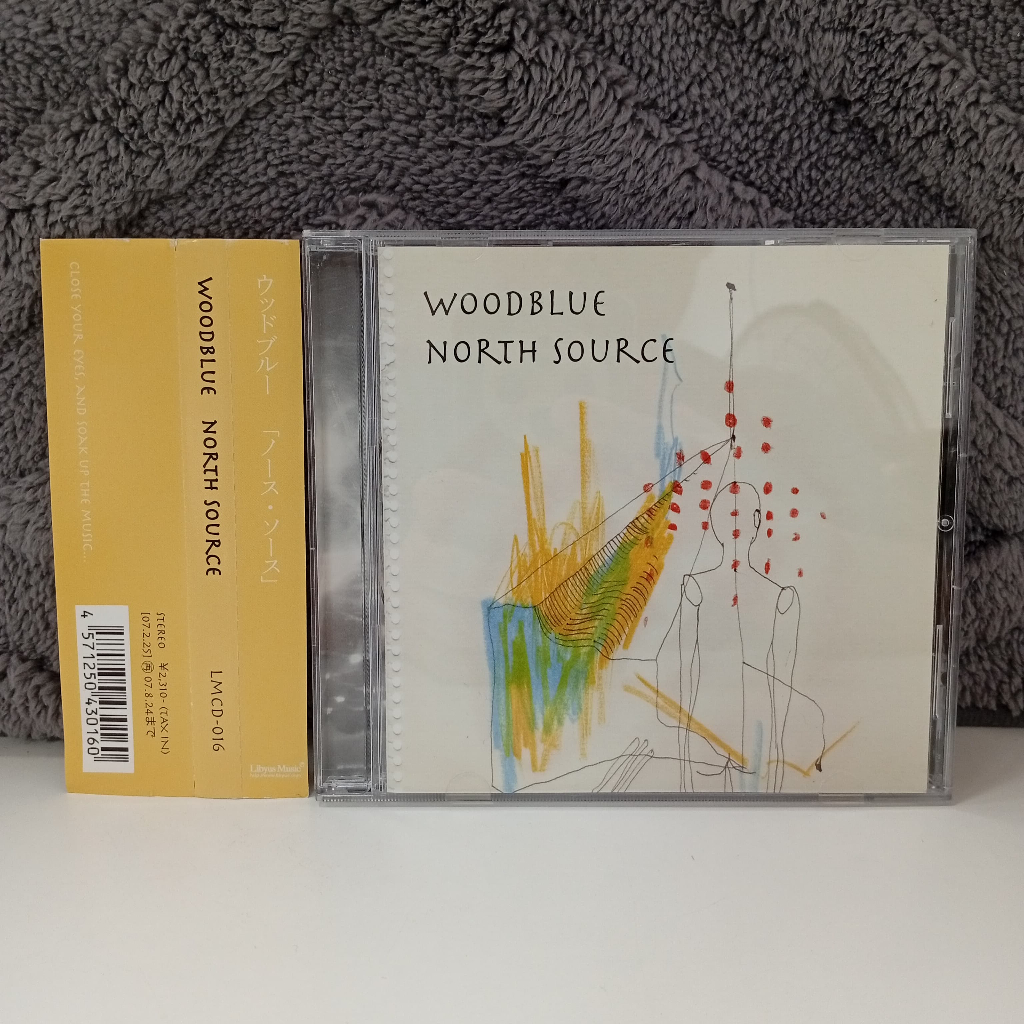 CLOSE YOUR EYES, AND SOAK UP THE MUSIC...
4 571250 430160
STEREO ¥2,310- (TAX IN)
[07.2.25] 再 07.8.24まで
WOODBLUE NORTH SOURCE
LMCD-016
ウッドブルー 「ノース・ソース」
Libyus Music
WOODBLUE
NORTH SOURCE